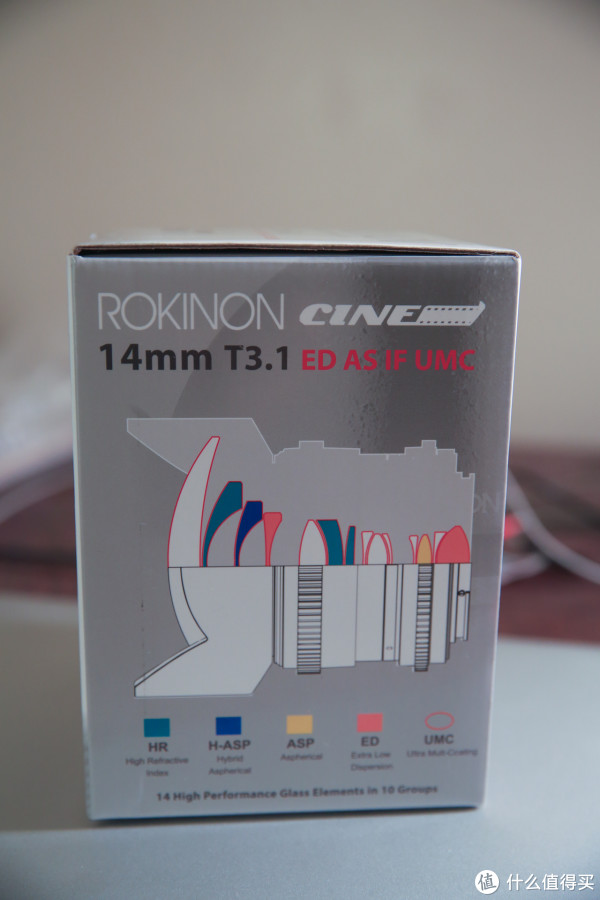 ROKINON CINE
14mm T3.1 ED AS IF UMC
ROKINON
HR H-ASP ASP ED UMC
High Refractive Index Hybrid Aspherical Aspherical Extra Low Dispersion Ultra Multi-Coating
14 High Performance Glass Elements in 10 Groups
值 什么值得买